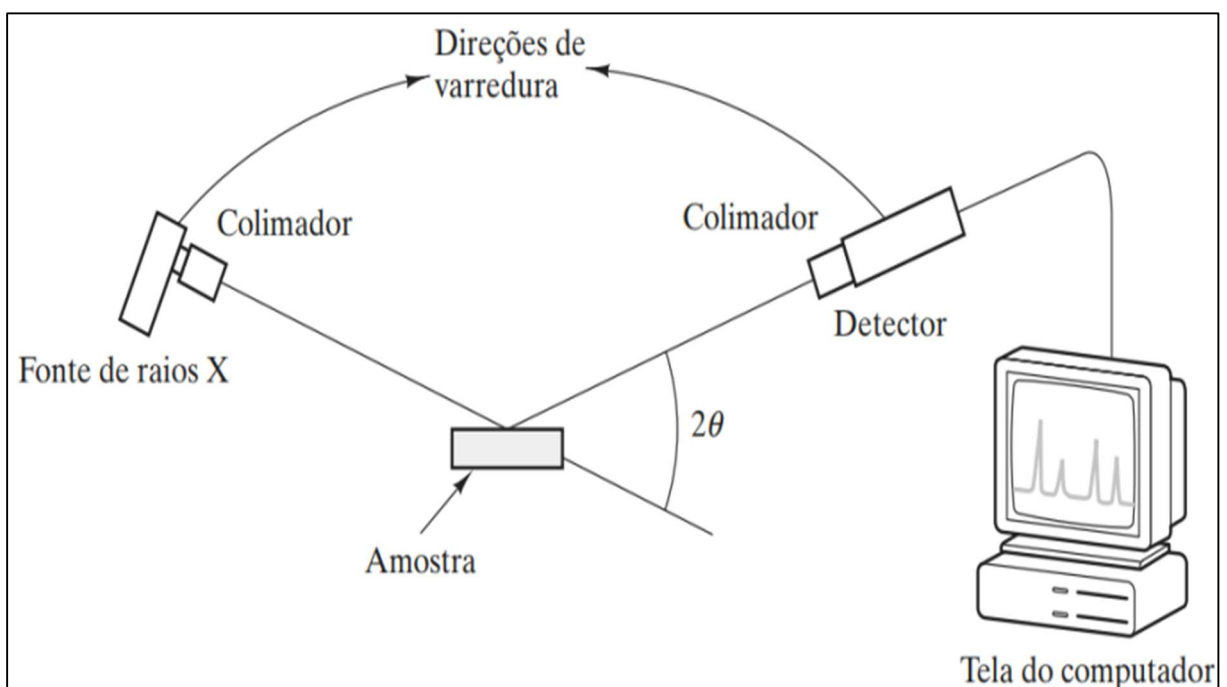 Direções de
varredura
Colimador
Colimador
Detector
Fonte de raios X
2θ
Amostra
Tela do computador